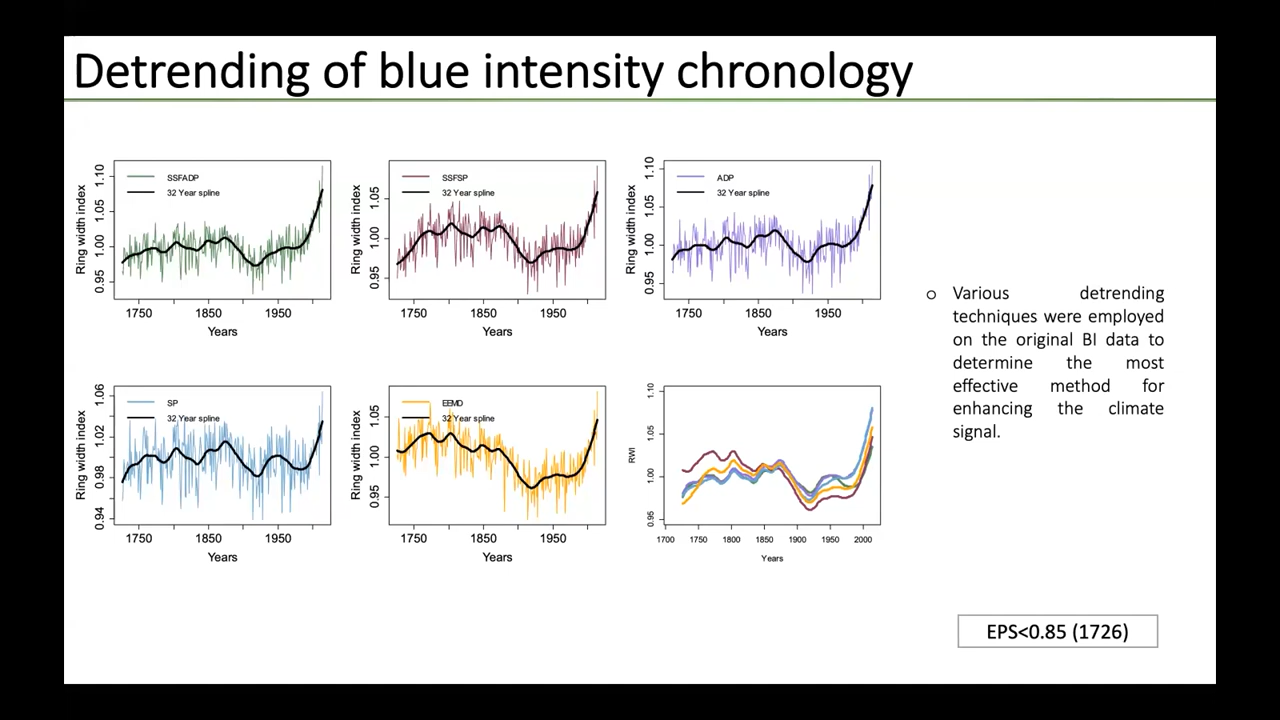 Detrending of blue intensity chronology
Ring width index
0.95 1.00 1.05 1.10
SSFADP
32 Year spline
1750 1850 1950
Years
Ring width index
0.95 1.00 1.05
SSFSP
32 Year spline
1750 1850 1950
Years
Ring width index
0.95 1.00 1.05 1.10
ADP
32 Year spline
1750 1850 1950
Years
Ring width index
0.94 0.98 1.02 1.06
SP
32 Year spline
1750 1850 1950
Years
Ring width index
0.95 1.00 1.05
EEMD
32 Year spline
1750 1850 1950
Years
RWI
0.95 1.00 1.05 1.10
1700 1750 1800 1850 1900 1950 2000
Years
o Various detrending
techniques were employed
on the original BI data to
determine the most
effective method for
enhancing the climate
signal.
EPS<0.85 (1726)